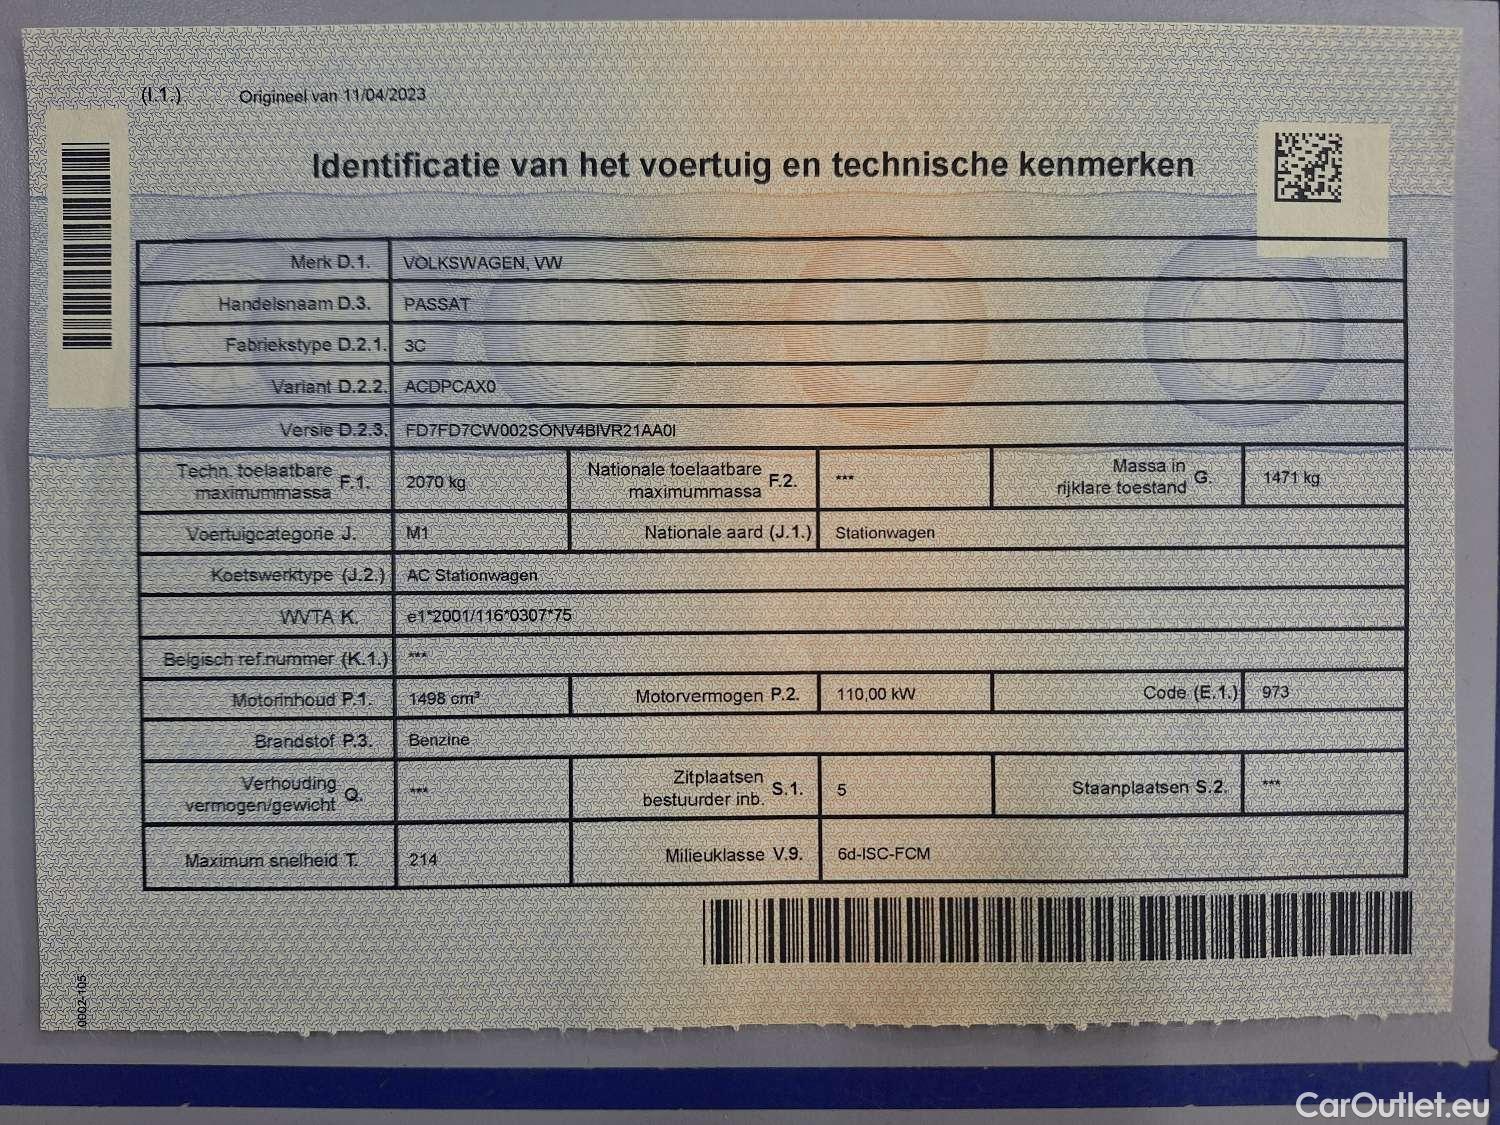 (I.1.) Origineel van 11/04/2023
Identificatie van het voertuig en technische kenmerken
Merk D.1. VOLKSWAGEN, VW
Handelsnaam D.3. PASSAT
Fabriekstype D.2.1. 3C
Variant D.2.2. ACDPCAX0
Versie D.2.3. FD7FD7CW002SONV4BIVR21AA0I
Techn. toelaatbare maximummassa F.1. 2070 kg Nationale toelaatbare maximummassa F.2. *** Massa in rijklare toestand G. 1471 kg
Voertuigcategorie J. M1 Nationale aard (J.1.) Stationwagen
Koetswerktype (J.2.) AC Stationwagen
WVTA K. e1*2001/116*0307*75
Belgisch ref.nummer (K.1.) ***
Motorinhoud P.1. 1498 cm³ Motorvermogen P.2. 110,00 kW Code (E.1.) 973
Brandstof P.3. Benzine
Verhouding vermogen/gewicht Q. *** Zitplaatsen bestuurder inb. S.1. 5 Staanplaatsen S.2. ***
Maximum snelheid T. 214 Milieuklasse V.9. 6d-ISC-FCM
0002-105
CarOutlet.eu